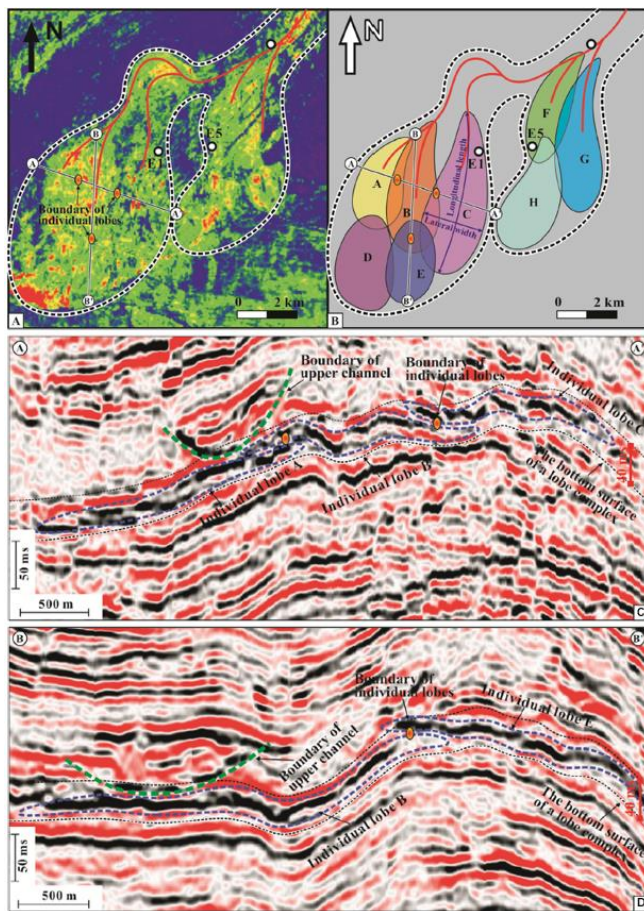 N
B
A
E1
E5
A'
Boundary of
individual lobes
B'
0 2 km
A
N
F
E5
G
B
E1
A
A
B
C
A'
Longitudinal length
Lateral width
H
D
E
B'
0 2 km
B
A
A'
Boundary of
upper channel
Boundary of
individual lobes
Individual lobe C
Individual lobe A
Individual lobe B
The bottom surface
of a lobe complex
50 ms
500 m
C
B
B'
Boundary of
individual lobes
Individual lobe E
Boundary of
upper channel
Individual lobe B
The bottom surface
of a lobe complex
50 ms
500 m
D